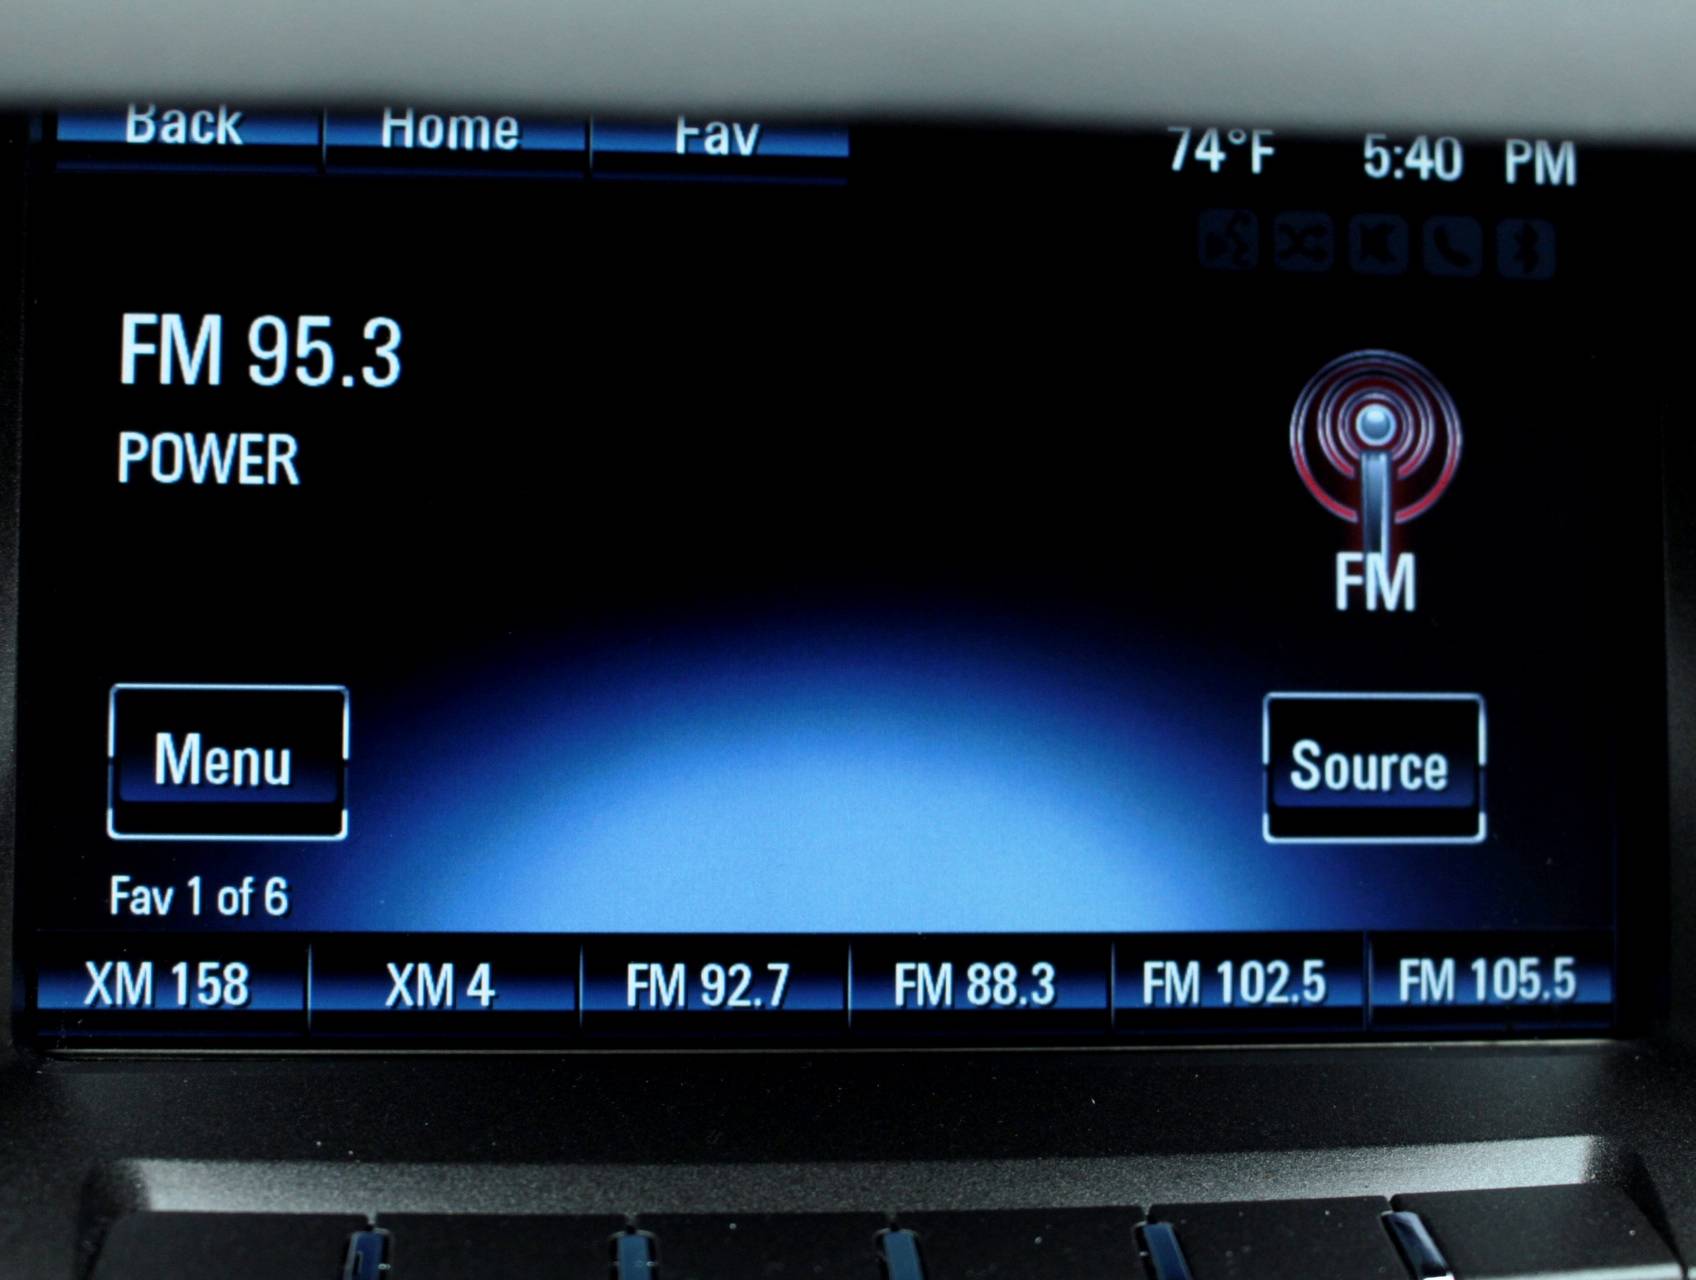 Back Home Fav 74°F 5:40 PM
FM 95.3
POWER
FM
Menu
Source
Fav 1 of 6
XM 158 XM 4 FM 92.7 FM 88.3 FM 102.5 FM 105.5